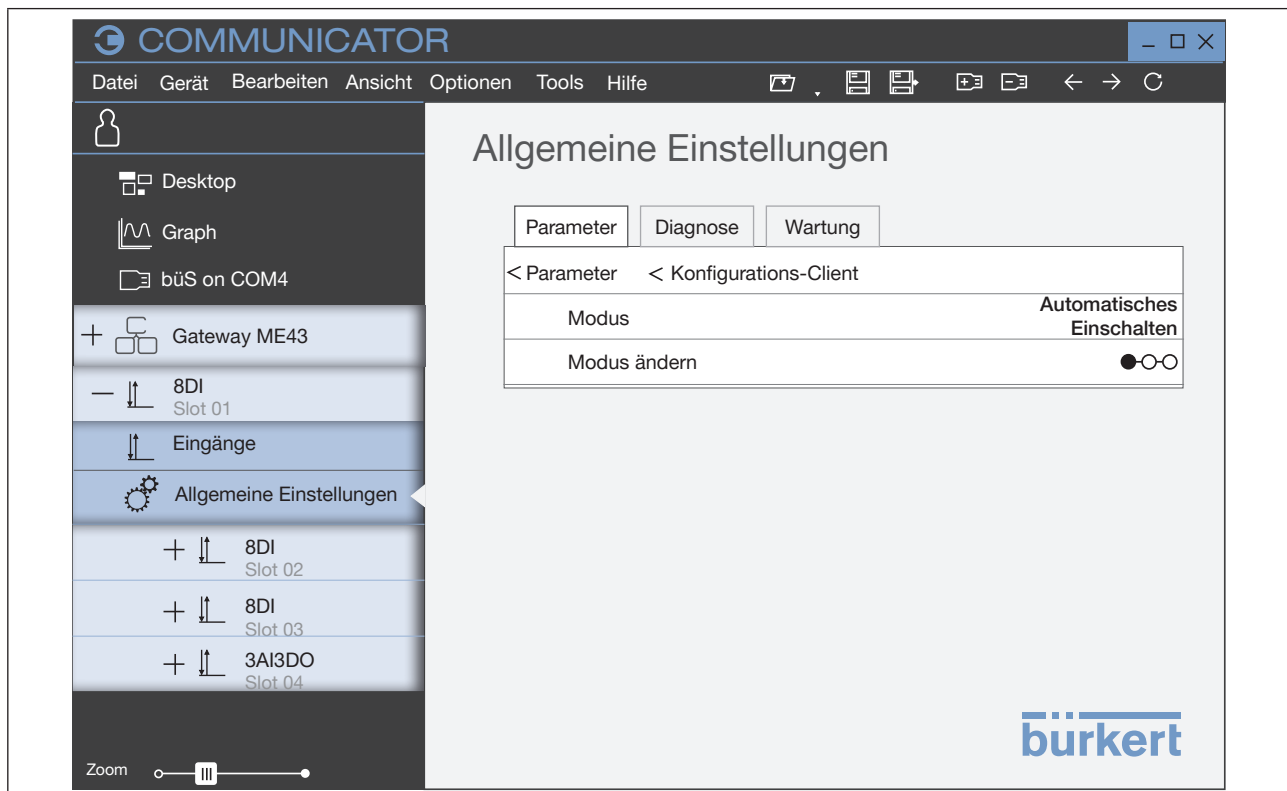 COMMUNICATOR
Datei Gerät Bearbeiten Ansicht Optionen Tools Hilfe
Desktop
Graph
büS on COM4
Gateway ME43
8DI
Slot 01
Eingänge
Allgemeine Einstellungen
8DI
Slot 02
8DI
Slot 03
3AI3DO
Slot 04
Zoom
Allgemeine Einstellungen
Parameter Diagnose Wartung
< Parameter < Konfigurations-Client
Modus Automatisches
Einschalten
Modus ändern
bürkert